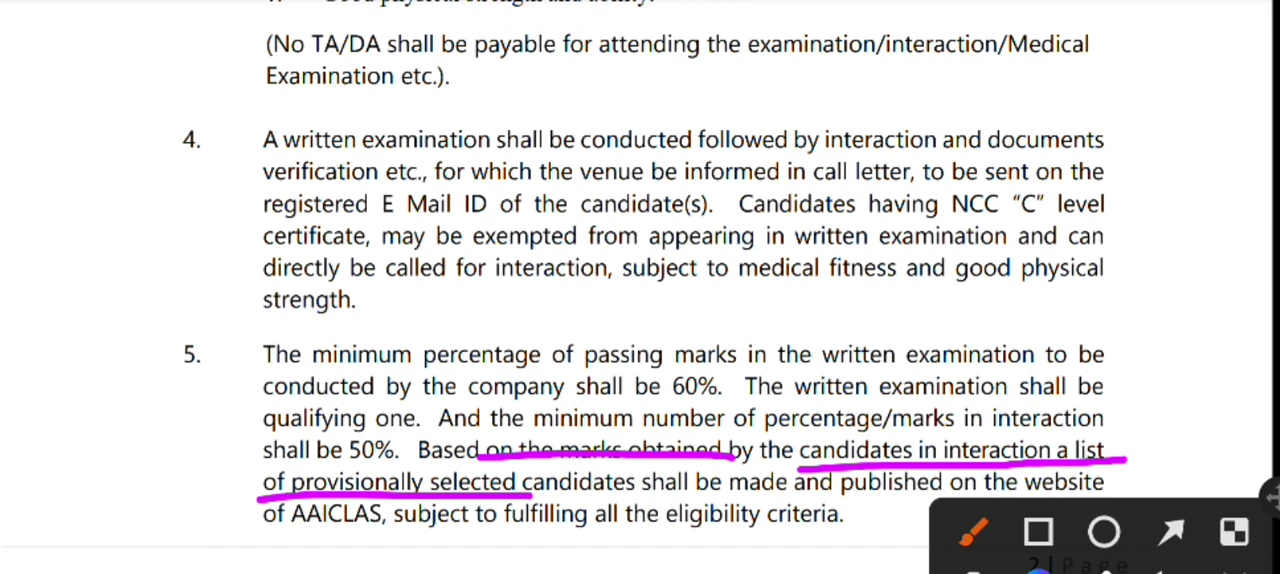 (No TA/DA shall be payable for attending the examination/interaction/Medical
Examination etc.).
4. A written examination shall be conducted followed by interaction and documents
verification etc., for which the venue be informed in call letter, to be sent on the
registered E Mail ID of the candidate(s). Candidates having NCC “C” level
certificate, may be exempted from appearing in written examination and can
directly be called for interaction, subject to medical fitness and good physical
strength.
5. The minimum percentage of passing marks in the written examination to be
conducted by the company shall be 60%. The written examination shall be
qualifying one. And the minimum number of percentage/marks in interaction
shall be 50%. Based on the marks obtained by the candidates in interaction a list
of provisionally selected candidates shall be made and published on the website
of AAICLAS, subject to fulfilling all the eligibility criteria.
2 | Page